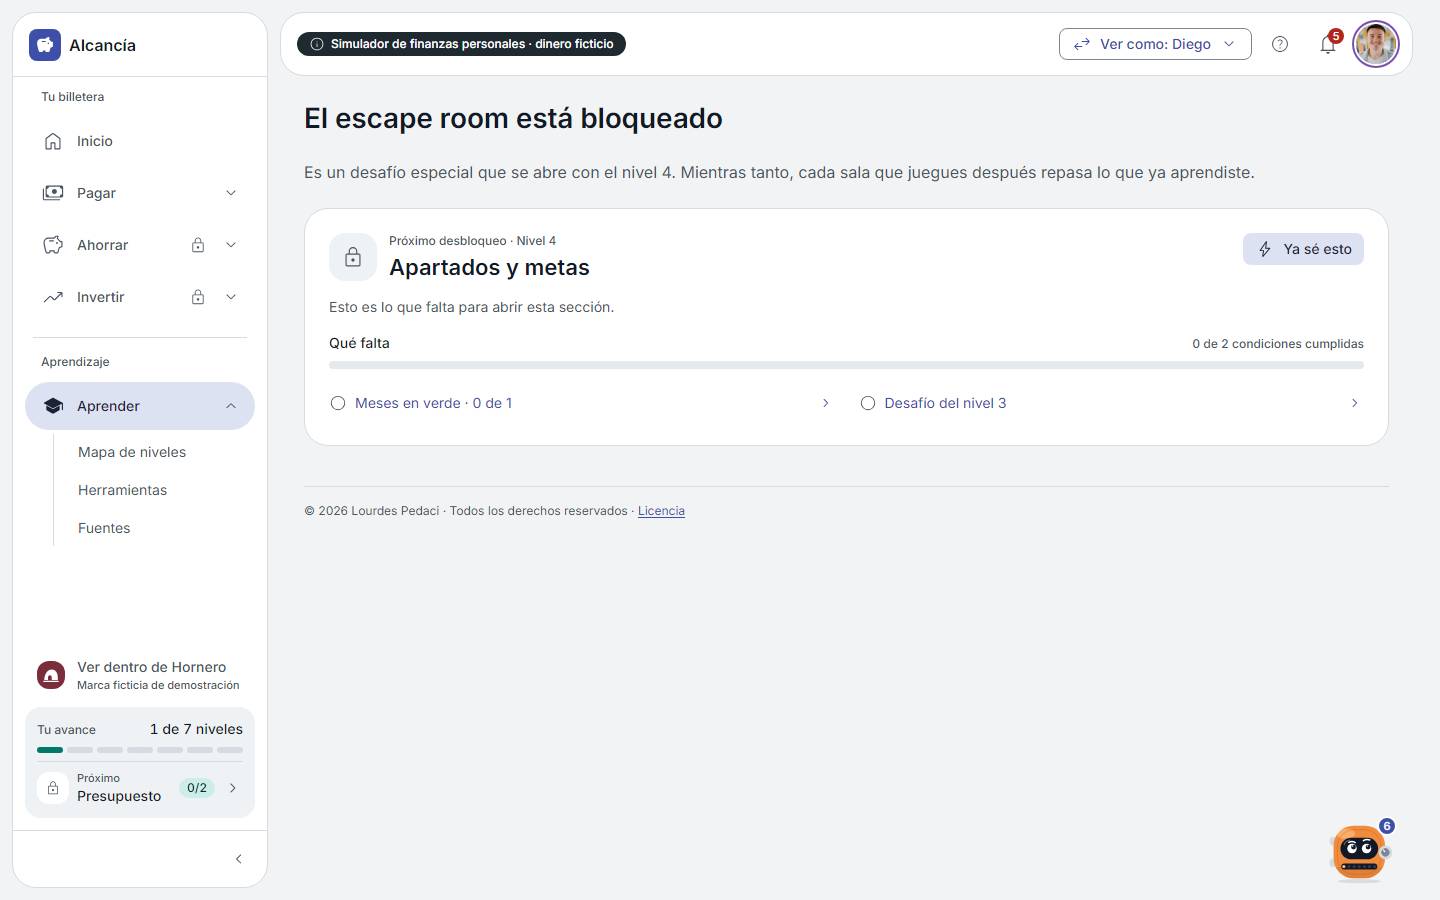 Alcancía
Simulador de finanzas personales · dinero ficticio
Ver como: Diego
5
Tu billetera
Inicio
Pagar
Ahorrar
Invertir
Aprendizaje
Aprender
Mapa de niveles
Herramientas
Fuentes
Ver dentro de Hornero
Marca ficticia de demostración
Tu avance
1 de 7 niveles
Próximo
Presupuesto
0/2
El escape room está bloqueado
Es un desafío especial que se abre con el nivel 4. Mientras tanto, cada sala que juegues después repasa lo que ya aprendiste.
Próximo desbloqueo · Nivel 4
Apartados y metas
Ya sé esto
Esto es lo que falta para abrir esta sección.
Qué falta
0 de 2 condiciones cumplidas
Meses en verde · 0 de 1
Desafío del nivel 3
© 2026 Lourdes Pedaci · Todos los derechos reservados · Licencia
6